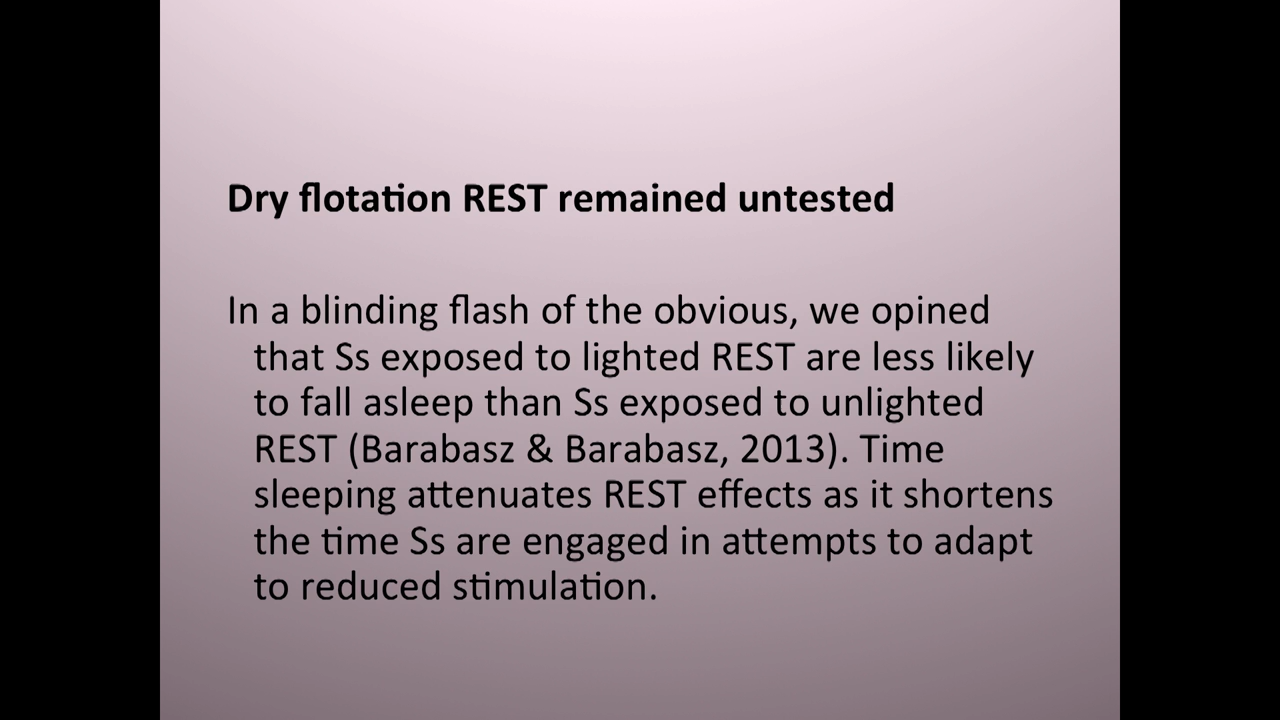 Dry flotation REST remained untested
In a blinding flash of the obvious, we opined
that Ss exposed to lighted REST are less likely
to fall asleep than Ss exposed to unlighted
REST (Barabasz & Barabasz, 2013). Time
sleeping attenuates REST effects as it shortens
the time Ss are engaged in attempts to adapt
to reduced stimulation.